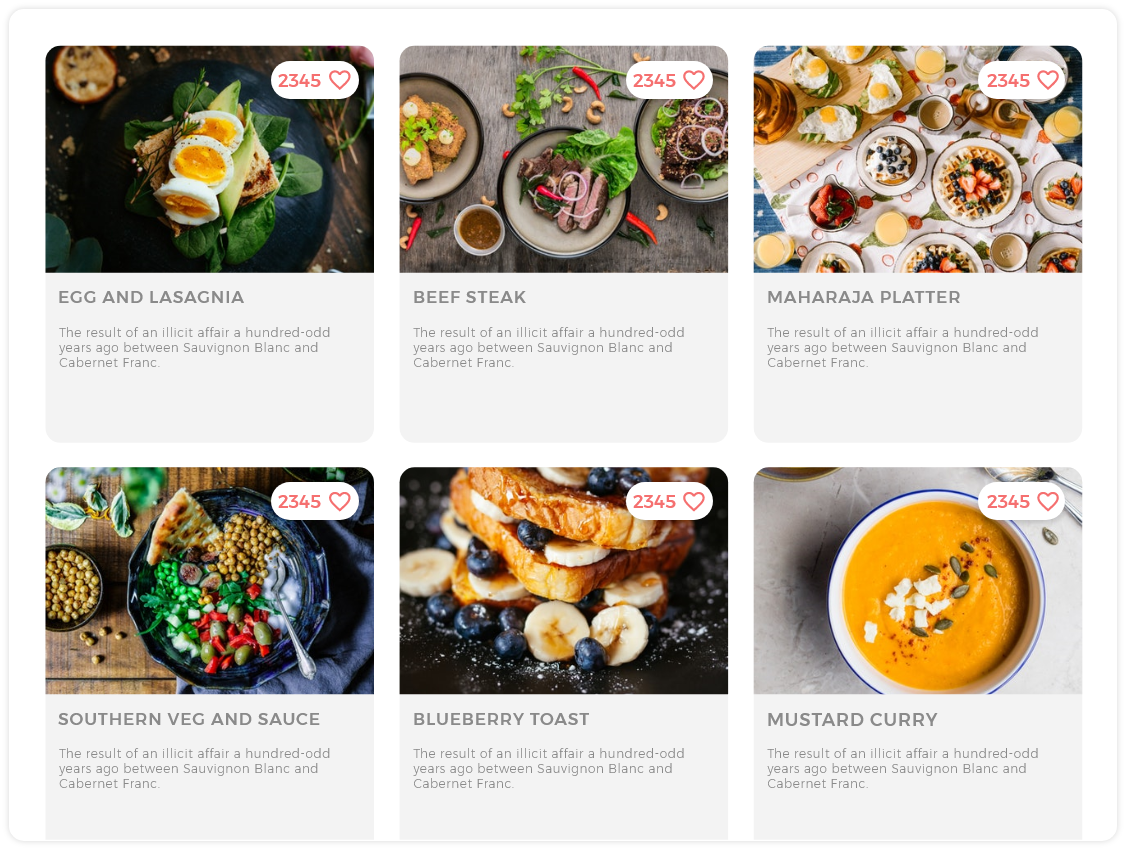 2345
2345
2345
EGG AND LASAGNIA
The result of an illicit affair a hundred-odd
years ago between Sauvignon Blanc and
Cabernet Franc.
BEEF STEAK
The result of an illicit affair a hundred-odd
years ago between Sauvignon Blanc and
Cabernet Franc.
MAHARAJA PLATTER
The result of an illicit affair a hundred-odd
years ago between Sauvignon Blanc and
Cabernet Franc.
2345
2345
2345
SOUTHERN VEG AND SAUCE
The result of an illicit affair a hundred-odd
years ago between Sauvignon Blanc and
Cabernet Franc.
BLUEBERRY TOAST
The result of an illicit affair a hundred-odd
years ago between Sauvignon Blanc and
Cabernet Franc.
MUSTARD CURRY
The result of an illicit affair a hundred-odd
years ago between Sauvignon Blanc and
Cabernet Franc.